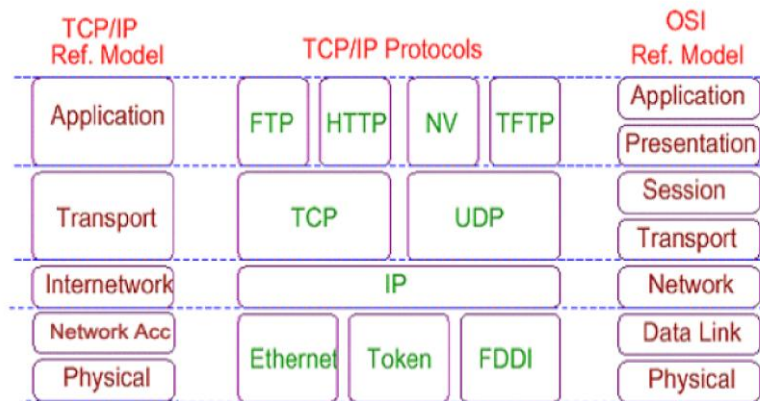 TCP/IP
Ref. Model
TCP/IP Protocols
OSI
Ref. Model
Application
FTP
HTTP
NV
TFTP
Application
Presentation
Transport
TCP
UDP
Session
Transport
Internetwork
IP
Network
Network Acc
Physical
Ethernet
Token
FDDI
Data Link
Physical